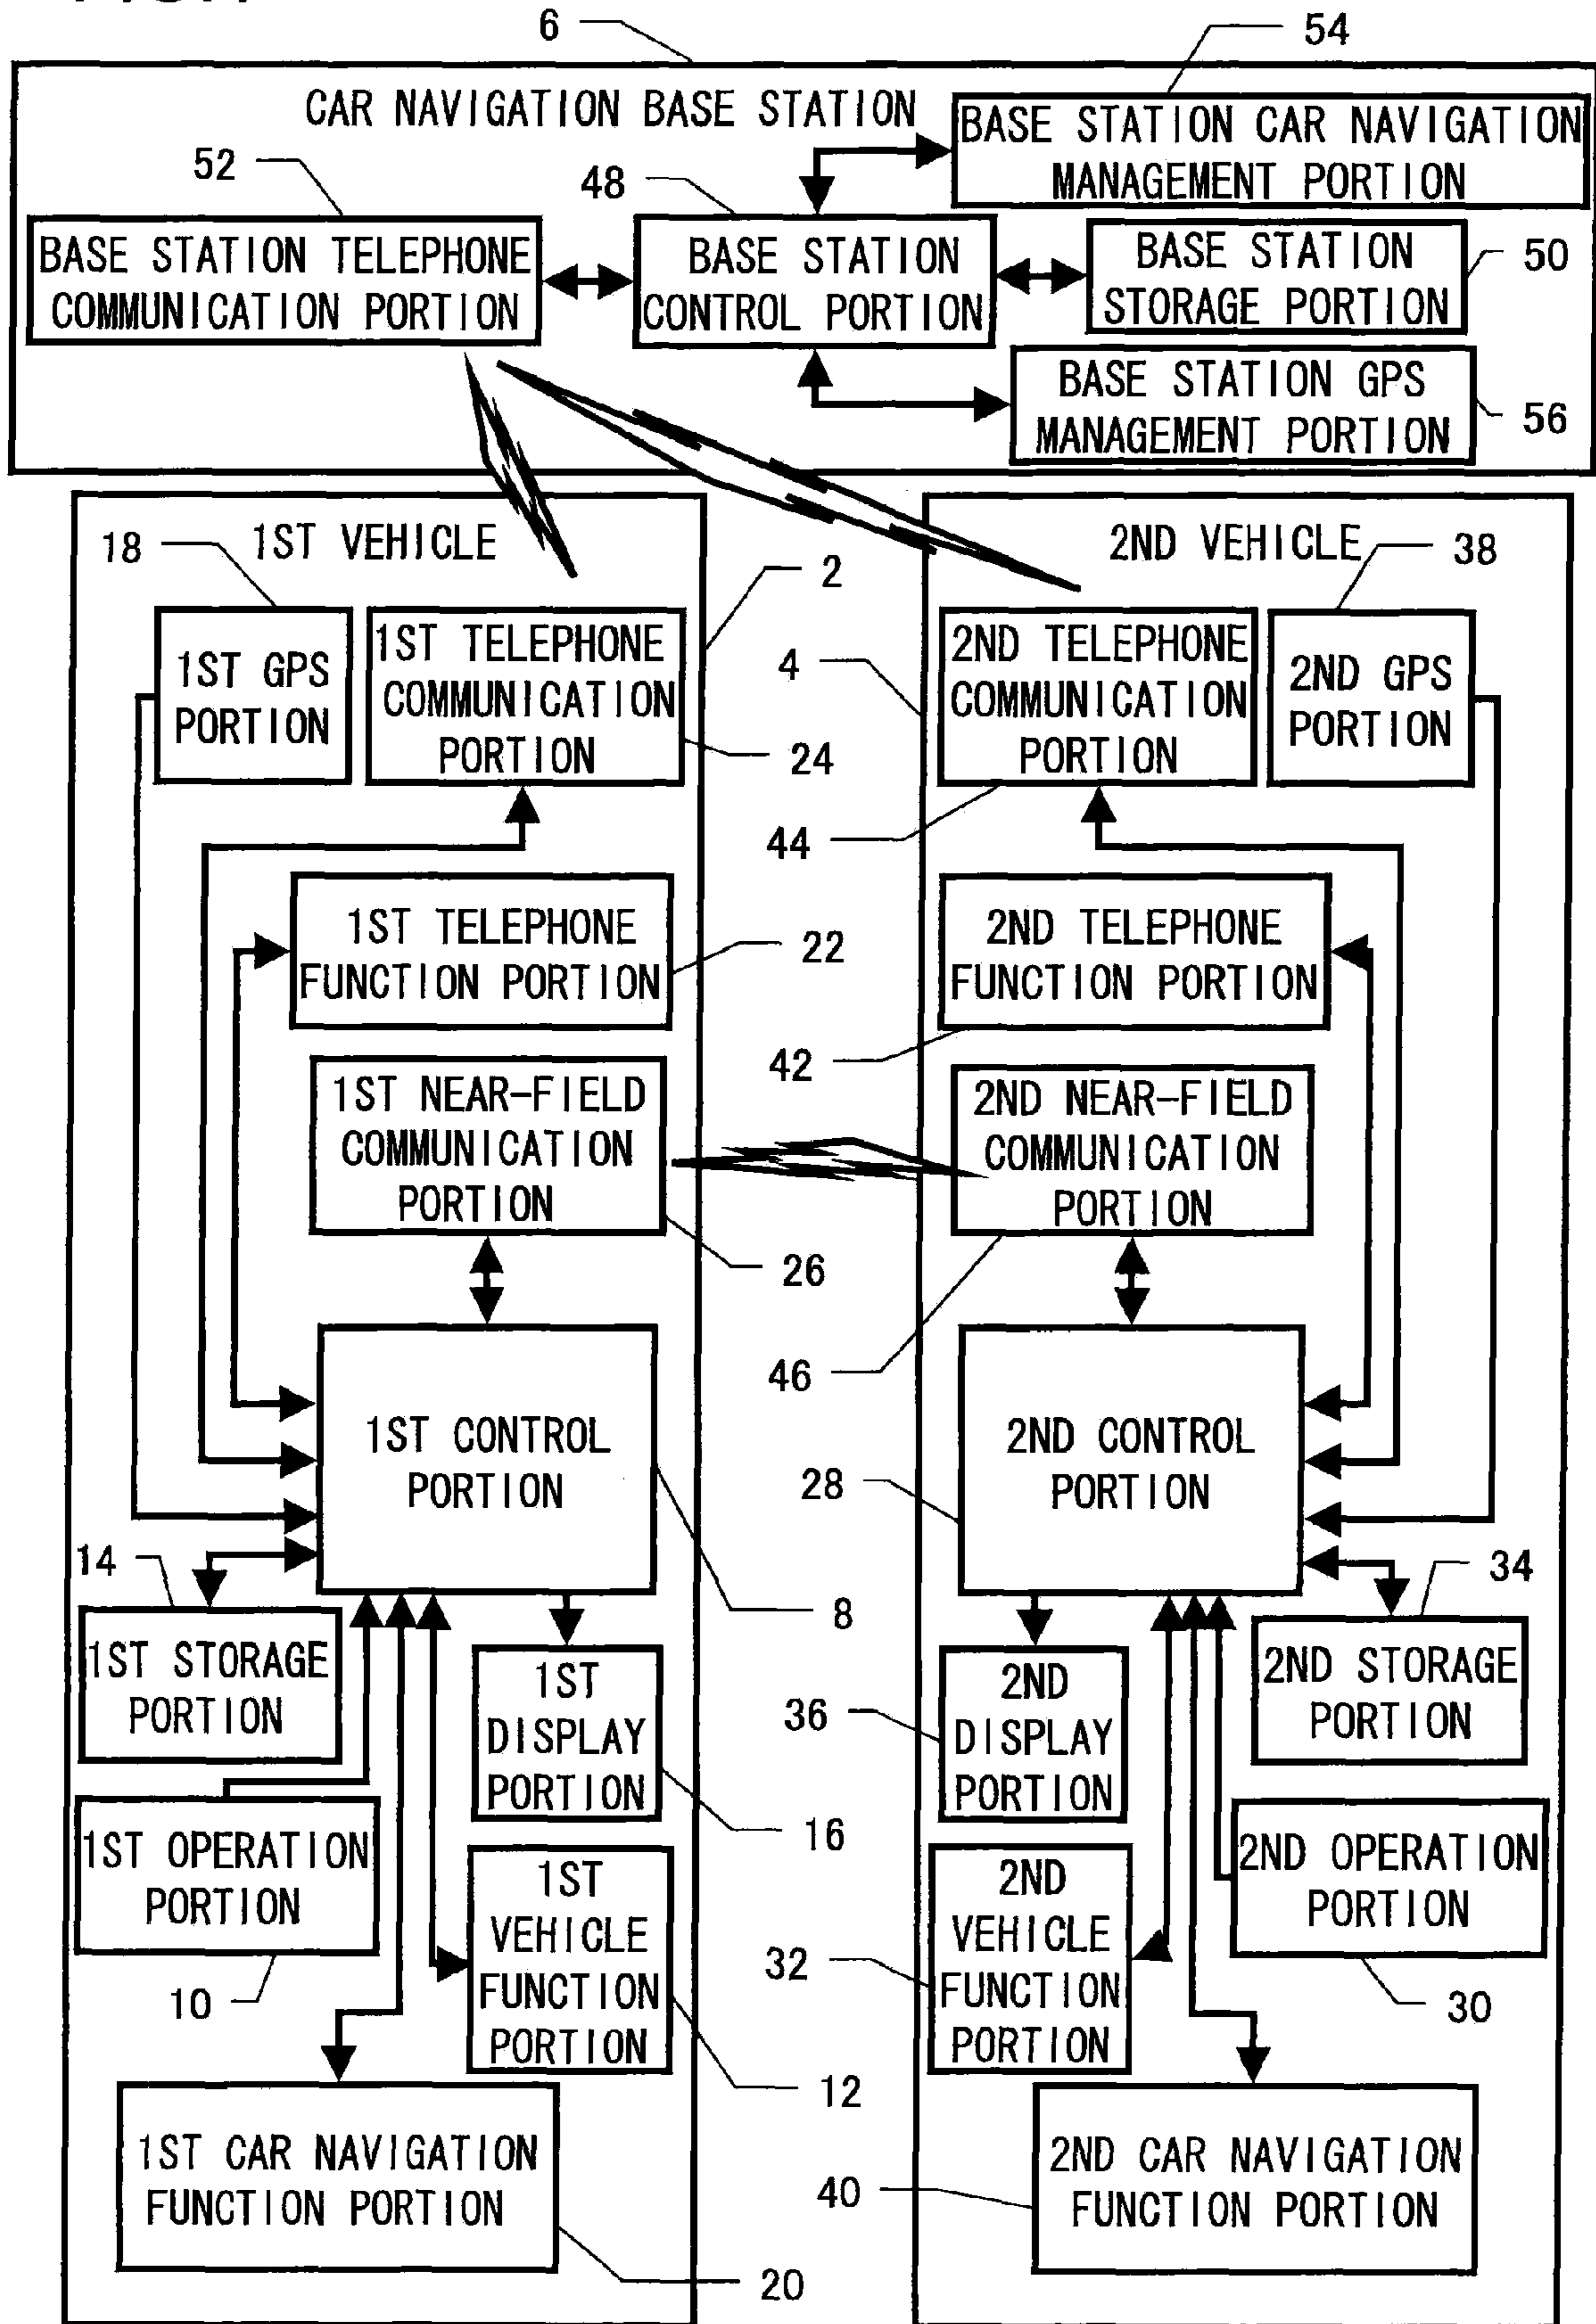 6
54
CAR NAVIGATION BASE STATION
BASE STATION CAR NAVIGATION
MANAGEMENT PORTION
52
48
BASE STATION TELEPHONE
COMMUNICATION PORTION
BASE STATION
CONTROL PORTION
BASE STATION
STORAGE PORTION
50
BASE STATION GPS
MANAGEMENT PORTION
56
1ST VEHICLE
18
2
1ST GPS
PORTION
1ST TELEPHONE
COMMUNICATION
PORTION
24
1ST TELEPHONE
FUNCTION PORTION
22
1ST NEAR-FIELD
COMMUNICATION
PORTION
26
1ST CONTROL
PORTION
8
14
1ST STORAGE
PORTION
1ST
DISPLAY
PORTION
16
1ST OPERATION
PORTION
10
1ST
VEHICLE
FUNCTION
PORTION
12
1ST CAR NAVIGATION
FUNCTION PORTION
20
2ND VEHICLE
38
4
2ND TELEPHONE
COMMUNICATION
PORTION
44
2ND GPS
PORTION
2ND TELEPHONE
FUNCTION PORTION
42
2ND NEAR-FIELD
COMMUNICATION
PORTION
46
2ND CONTROL
PORTION
28
34
2ND STORAGE
PORTION
2ND
DISPLAY
PORTION
36
2ND OPERATION
PORTION
30
2ND
VEHICLE
FUNCTION
PORTION
32
2ND CAR NAVIGATION
FUNCTION PORTION
40